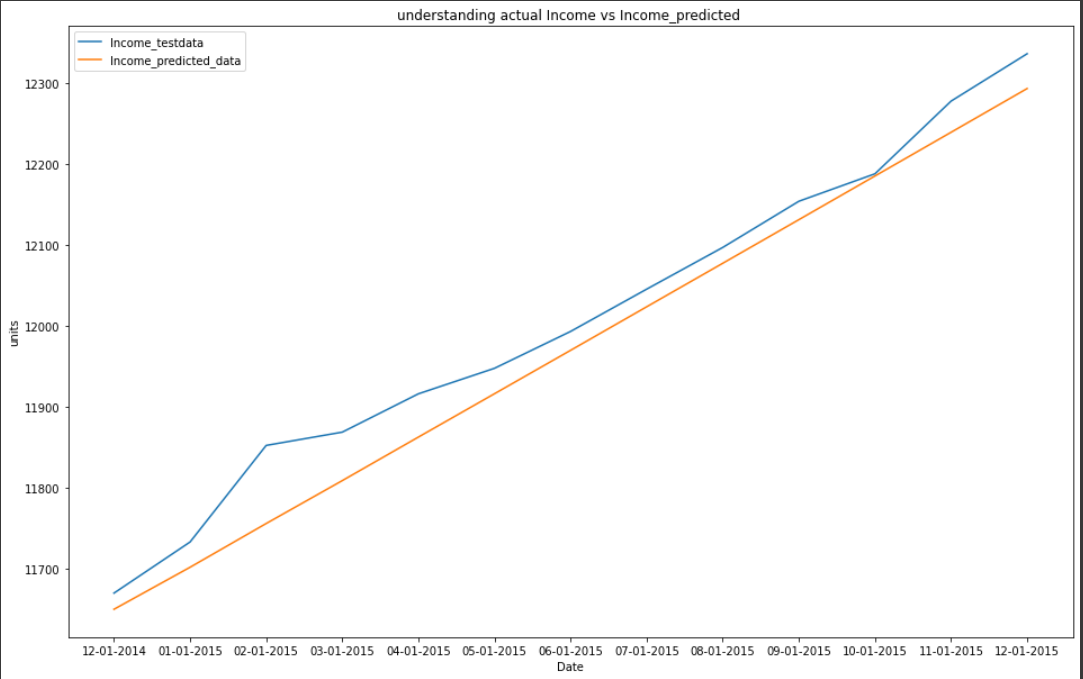 understanding actual Income vs Income_predicted
Income_testdata
Income_predicted_data
12300
12200
12100
12000
11900
11800
11700
units
12-01-2014 01-01-2015 02-01-2015 03-01-2015 04-01-2015 05-01-2015 06-01-2015 07-01-2015 08-01-2015 09-01-2015 10-01-2015 11-01-2015 12-01-2015
Date